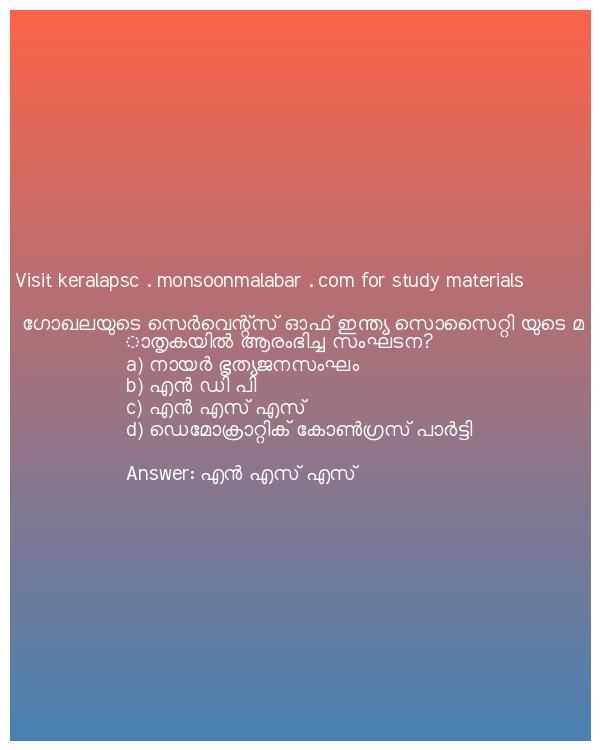 Visit keralapsc . monsoonmalabar . com for study materials
ഗോഖലയുടെ സെർവെന്റ്സ് ഓഫ് ഇന്ത്യ സൊസൈറ്റി യുടെ മ
ാതൃകയിൽ ആരംഭിച്ച സംഘടന?
a) നായർ ഭൃത്യജനസംഘം
b) എൻ ഡി പി
c) എൻ എസ് എസ്
d) ഡെമോക്രാറ്റിക് കോൺഗ്രസ് പാർട്ടി
Answer: എൻ എസ് എസ്